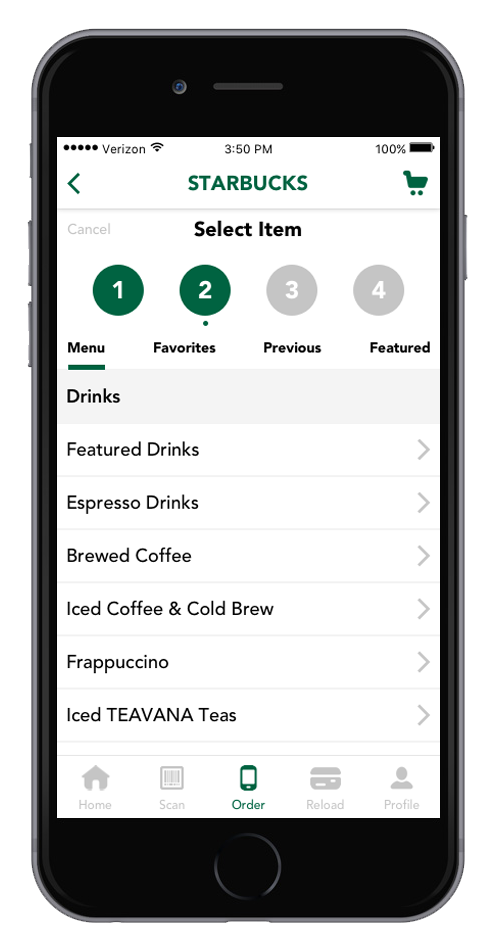 ●●●●● Verizon 3:50 PM 100%
STARBUCKS
Cancel Select Item
1 2 3 4
Menu Favorites Previous Featured
Drinks
Featured Drinks
Espresso Drinks
Brewed Coffee
Iced Coffee & Cold Brew
Frappuccino
Iced TEAVANA Teas
Home Scan Order Reload Profile